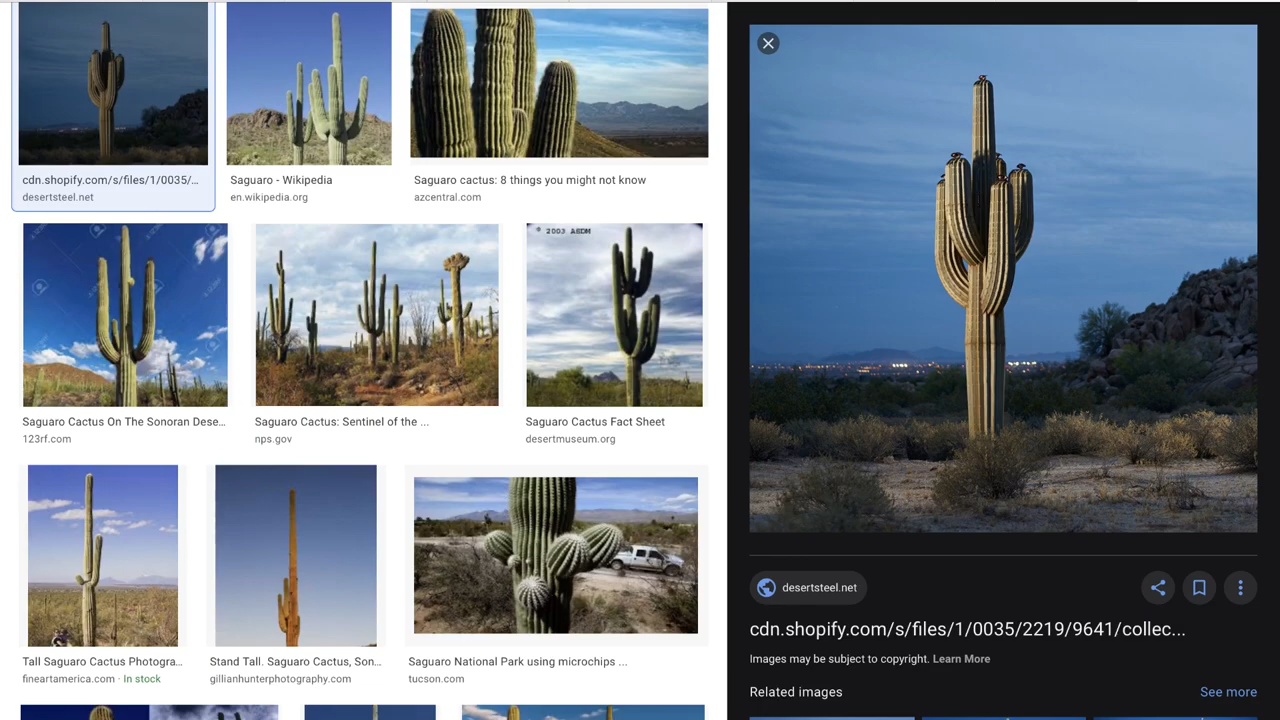 cdn.shopify.com/s/files/1/0035/...
desertsteel.net
Saguaro - Wikipedia
en.wikipedia.org
Saguaro cactus: 8 things you might not know
azcentral.com
© 2003 ASDM
Saguaro Cactus On The Sonoran Dese...
123rf.com
Saguaro Cactus: Sentinel of the ...
nps.gov
Saguaro Cactus Fact Sheet
desertmuseum.org
Tall Saguaro Cactus Photogra...
fineartamerica.com · In stock
Stand Tall. Saguaro Cactus, Son...
gillianhunterphotography.com
Saguaro National Park using microchips ...
tucson.com
desertsteel.net
cdn.shopify.com/s/files/1/0035/2219/9641/collec...
Images may be subject to copyright. Learn More
Related images
See more